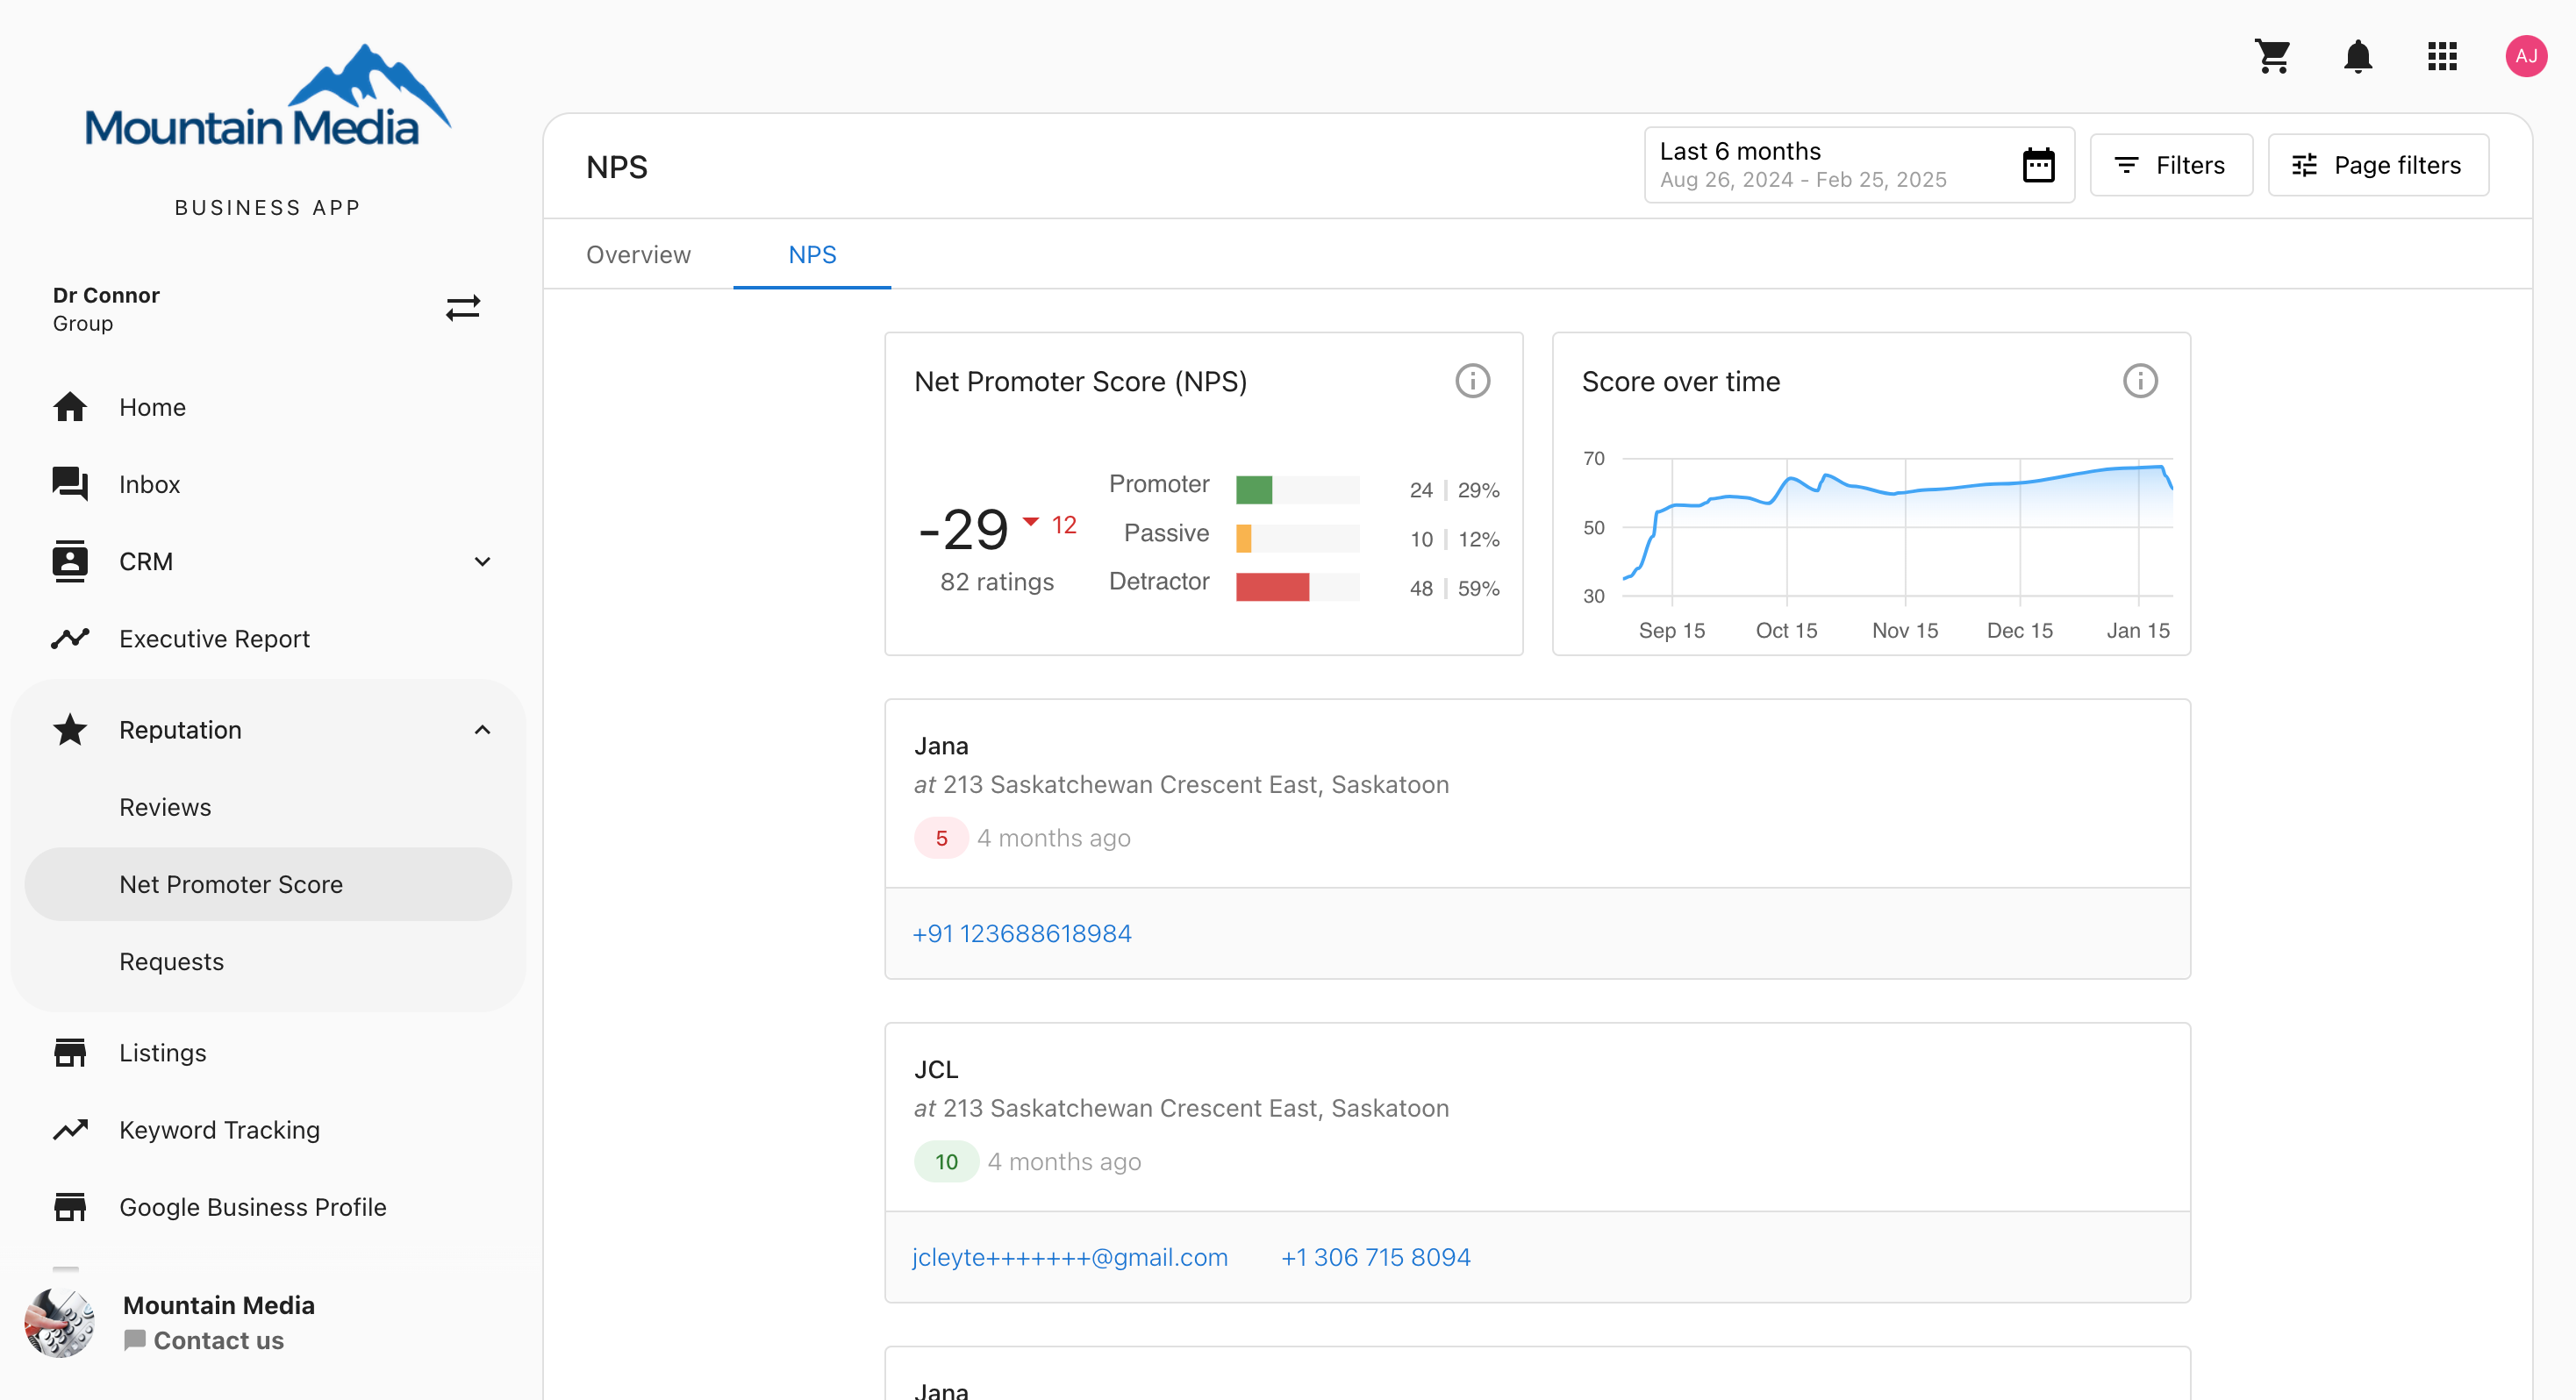 Mountain Media
BUSINESS APP
Dr Connor
Group
Home
Inbox
CRM
Executive Report
Reputation
Reviews
Net Promoter Score
Requests
Listings
Keyword Tracking
Google Business Profile
Mountain Media
Contact us
AJ
NPS
Last 6 months
Aug 26, 2024 - Feb 25, 2025
Filters
Page filters
Overview
NPS
Net Promoter Score (NPS)
-29 12
82 ratings
Promoter 24 | 29%
Passive 10 | 12%
Detractor 48 | 59%
Score over time
70
50
30
Sep 15 Oct 15 Nov 15 Dec 15 Jan 15
Jana
at 213 Saskatchewan Crescent East, Saskatoon
5 4 months ago
+91 123688618984
JCL
at 213 Saskatchewan Crescent East, Saskatoon
10 4 months ago
jcleyte+++++++@gmail.com +1 306 715 8094
Jana